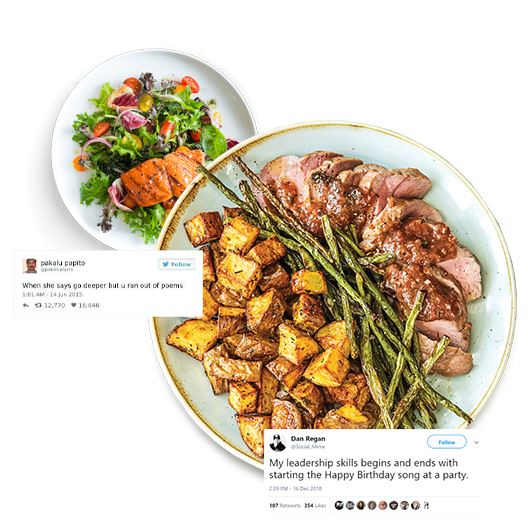 pakalu papito
@pakalupapito
Follow
When she says go deeper but u ran out of poems
1:01 AM - 14 Jun 2015
12,770 16,646
Dan Regan
@Social_Mime
Follow
My leadership skills begins and ends with
starting the Happy Birthday song at a party.
2:39 PM - 16 Dec 2018
107 Retweets 354 Likes